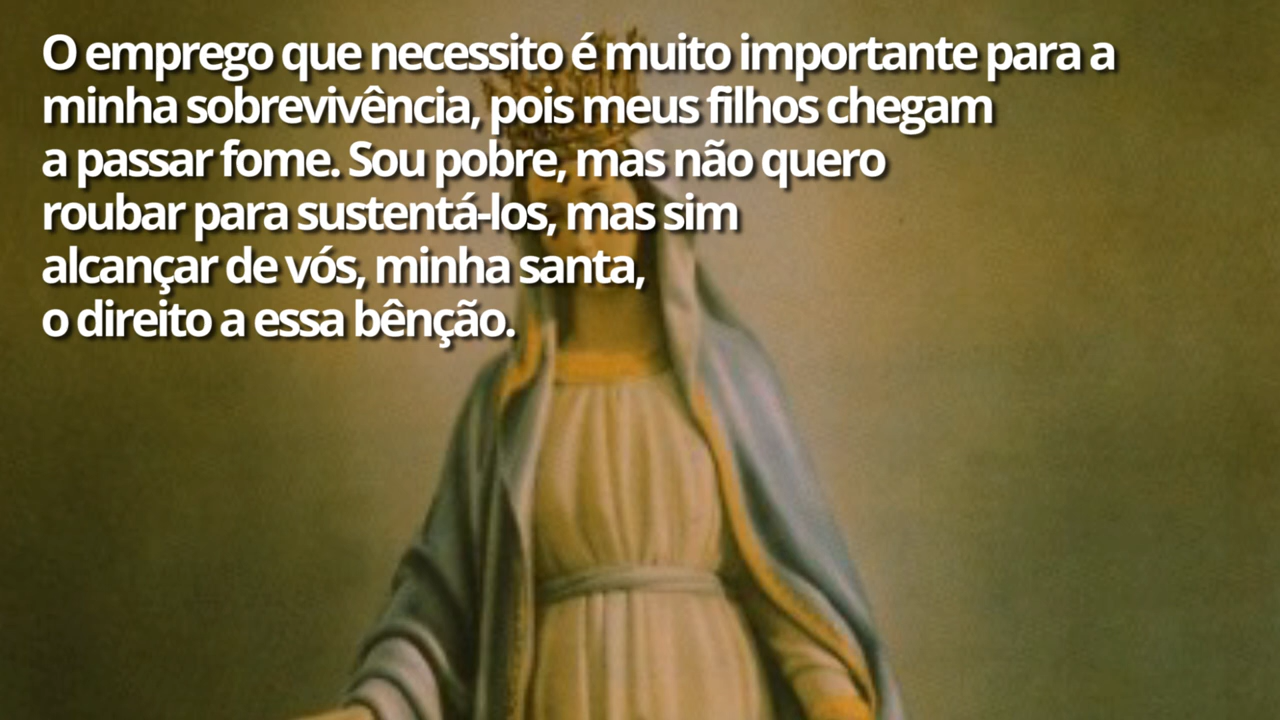 O emprego que necessito é muito importante para a
minha sobrevivência, pois meus filhos chegam
a passar fome. Sou pobre, mas não quero
roubar para sustentá-los, mas sim
alcançar de vós, minha santa,
o direito a essa bênção.